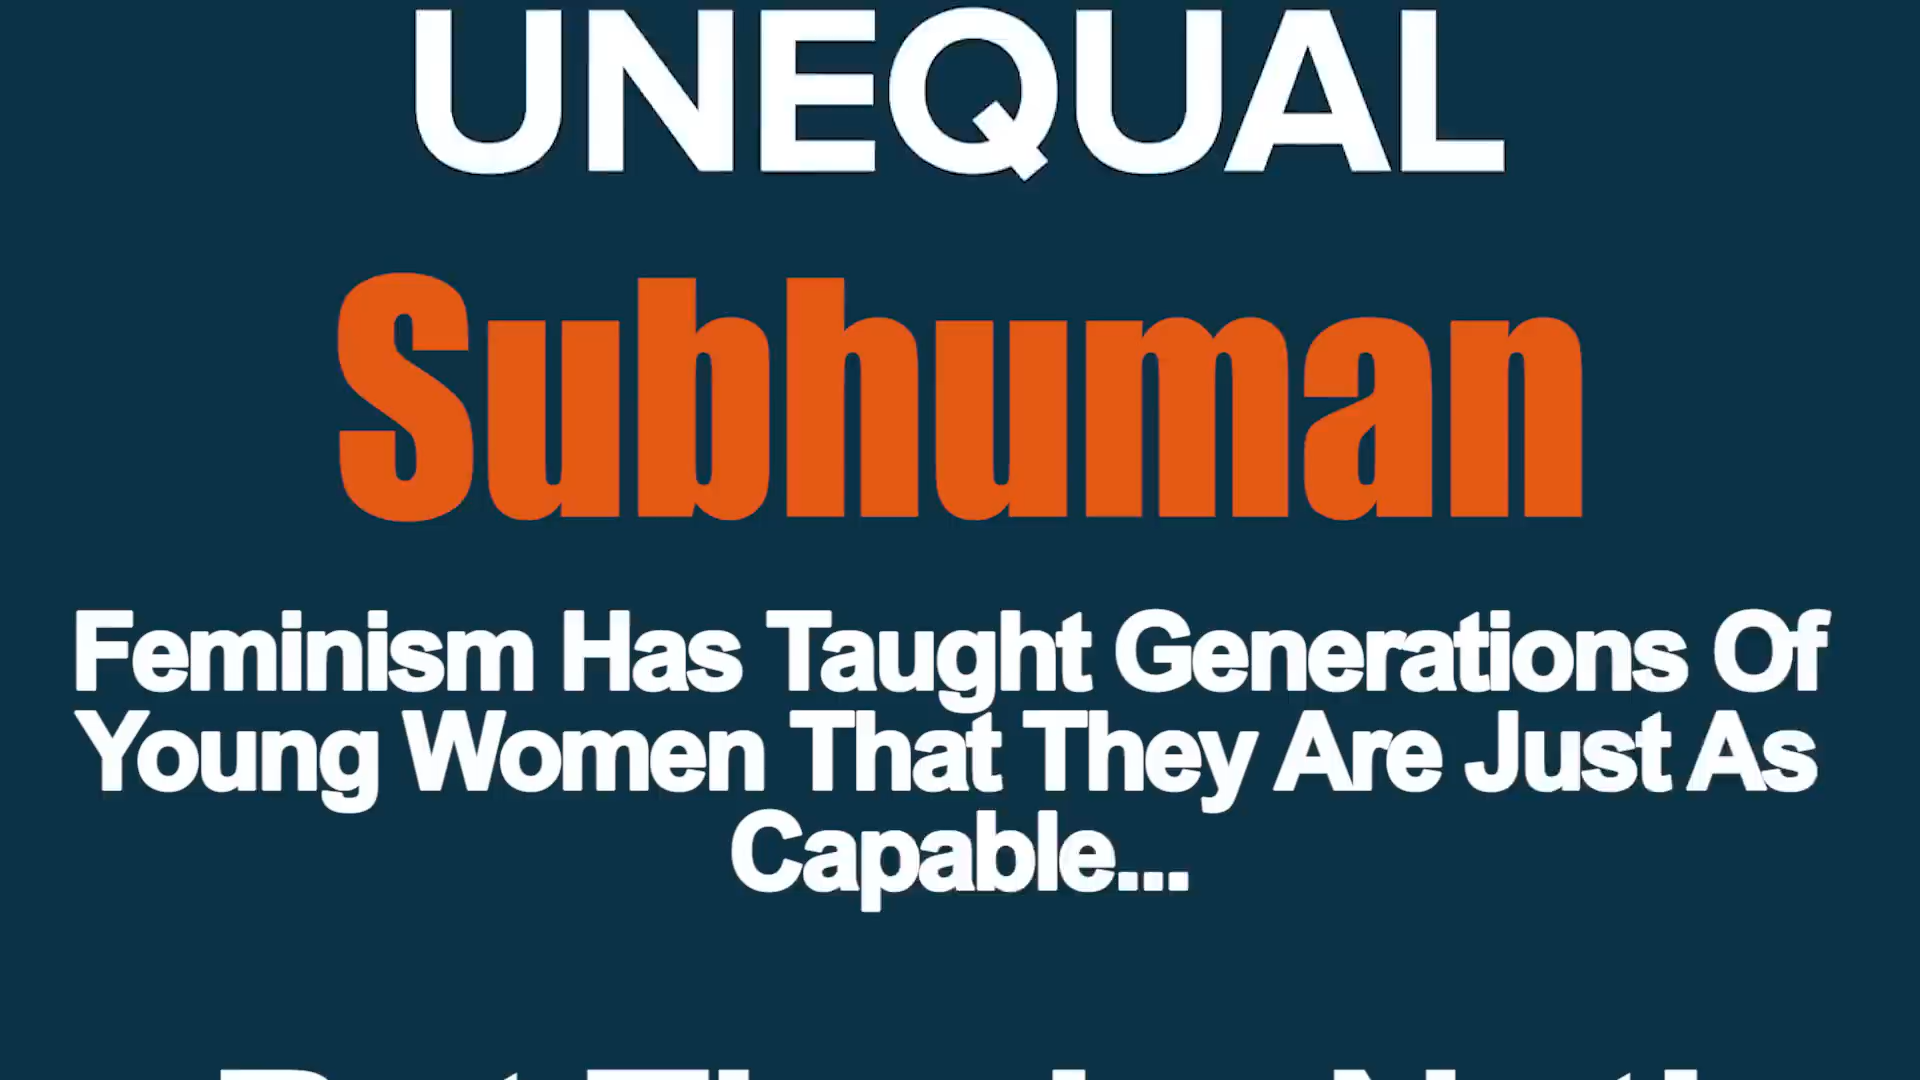 UNEQUAL
Subhuman
Feminism Has Taught Generations Of
Young Women That They Are Just As
Capable...